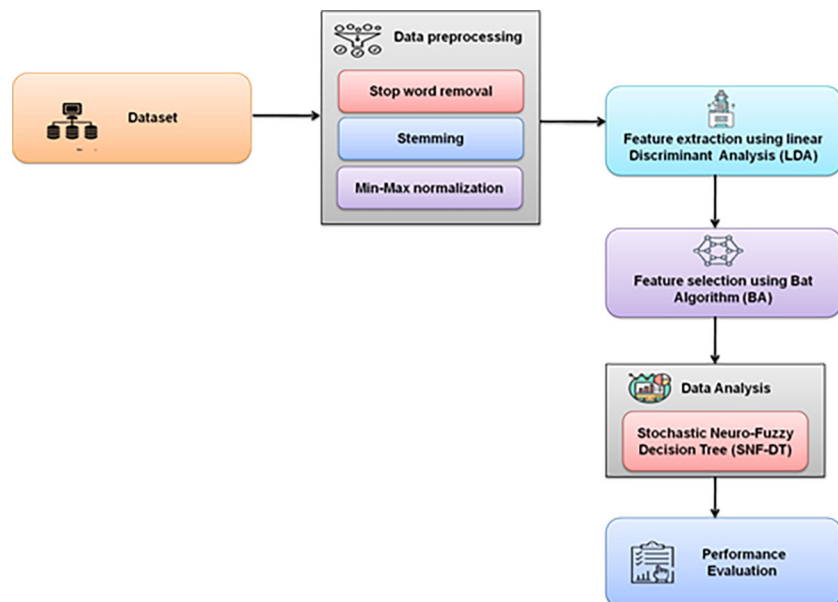 Data preprocessing
Stop word removal
Stemming
Min-Max normalization
Dataset
Feature extraction using linear
Discriminant Analysis (LDA)
Feature selection using Bat
Algorithm (BA)
Data Analysis
Stochastic Neuro-Fuzzy
Decision Tree (SNF-DT)
Performance
Evaluation